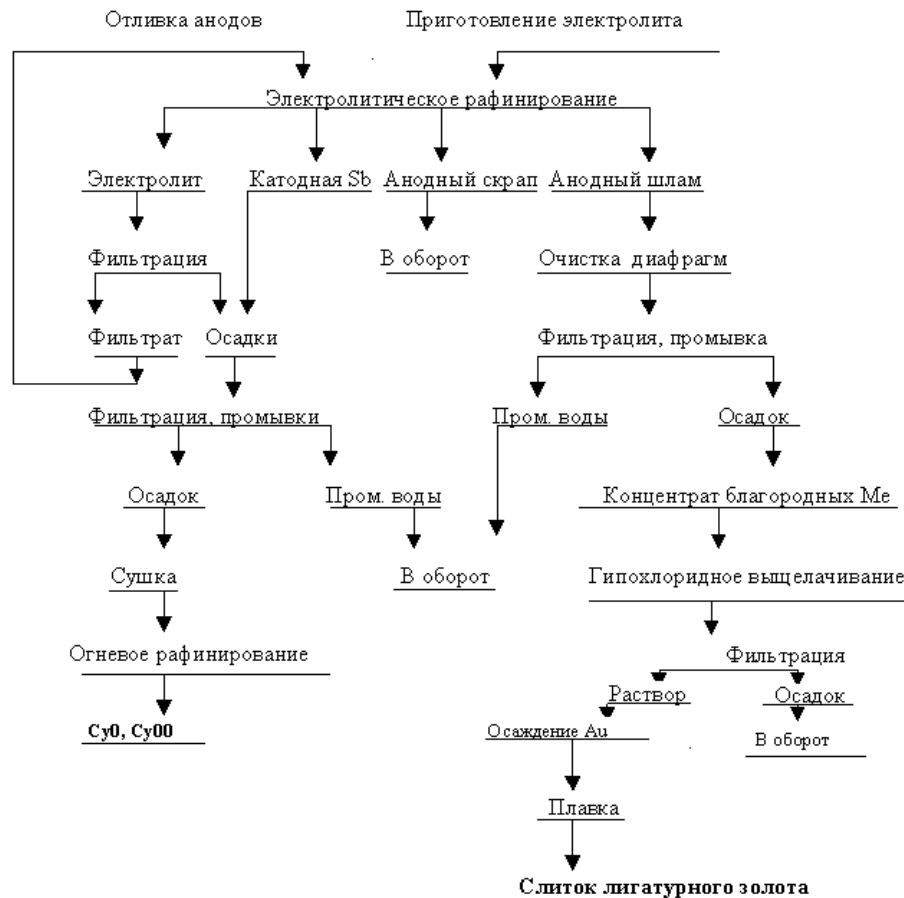 Отливка анодов
Приготовление электролита
Электролитическое рафинирование
Электролит
Катодная Sb
Анодный скрап
Анодный шлам
Фильтрация
В оборот
Очистка диафрагм
Фильтрат
Осадки
Фильтрация, промывка
Фильтрация, промывки
Пром. воды
Осадок
Осадок
Пром. воды
Концентрат благородных Ме
Сушка
В оборот
Гипохлоридное выщелачивание
Огневое рафинирование
Фильтрация
Раствор
Осадок
Су0, Су00
Осаждение Au
В оборот
Плавка
Слиток лигатурного золота